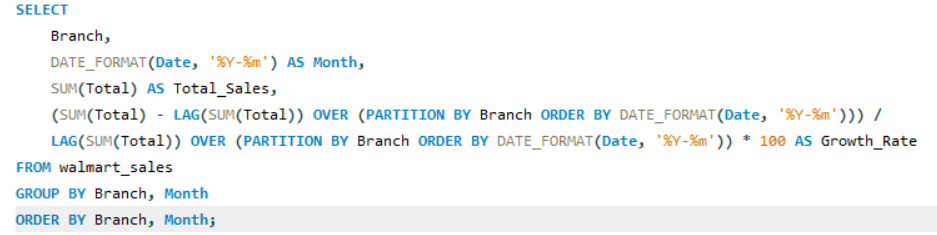 SELECT
Branch,
DATE_FORMAT(Date, '%Y-%m') AS Month,
SUM(Total) AS Total_Sales,
(SUM(Total) - LAG(SUM(Total)) OVER (PARTITION BY Branch ORDER BY DATE_FORMAT(Date, '%Y-%m'))) /
LAG(SUM(Total)) OVER (PARTITION BY Branch ORDER BY DATE_FORMAT(Date, '%Y-%m')) * 100 AS Growth_Rate
FROM walmart_sales
GROUP BY Branch, Month
ORDER BY Branch, Month;